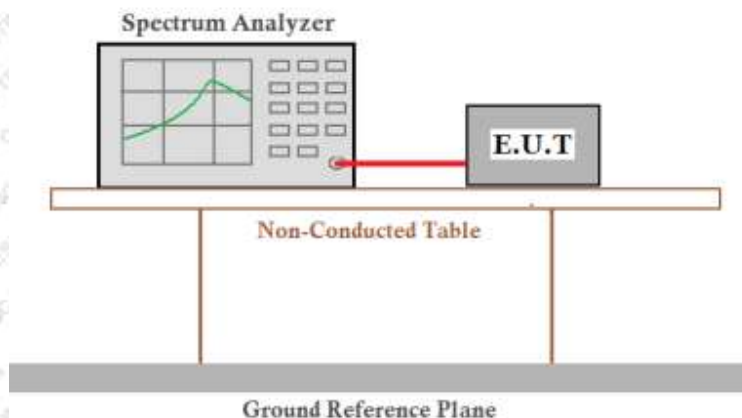 Spectrum Analyzer
E.U.T
Non-Conducted Table
Ground Reference Plane